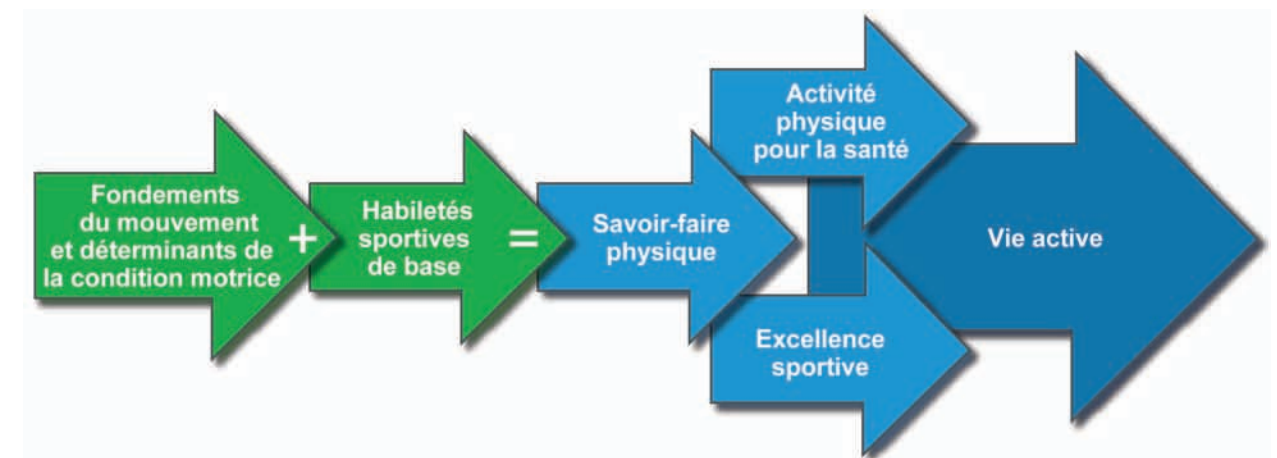 Fondements
du mouvement
et déterminants de
la condition motrice
+
Habiletés
sportives
de base
=
Savoir-faire
physique
Activité
physique
pour la santé
Excellence
sportive
Vie active